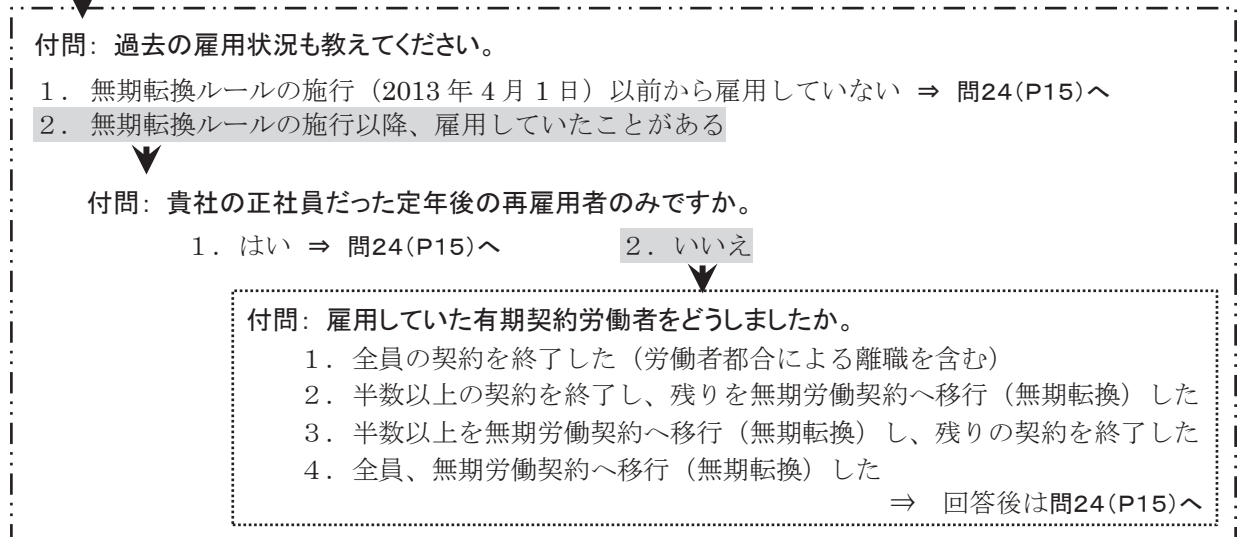 付問： 過去の雇用状況も教えてください。
１．無期転換ルールの施行（2013 年 4 月 1 日）以前から雇用していない ⇒ 問24(P15)へ
２．無期転換ルールの施行以降、雇用していたことがある
付問： 貴社の正社員だった定年後の再雇用者のみですか。
１．はい ⇒ 問24(P15)へ ２．いいえ
付問： 雇用していた有期契約労働者をどうしましたか。
１．全員の契約を終了した（労働者都合による離職を含む）
２．半数以上の契約を終了し、残りを無期労働契約へ移行（無期転換）した
３．半数以上を無期労働契約へ移行（無期転換）し、残りの契約を終了した
４．全員、無期労働契約へ移行（無期転換）した
⇒ 回答後は問24(P15)へ